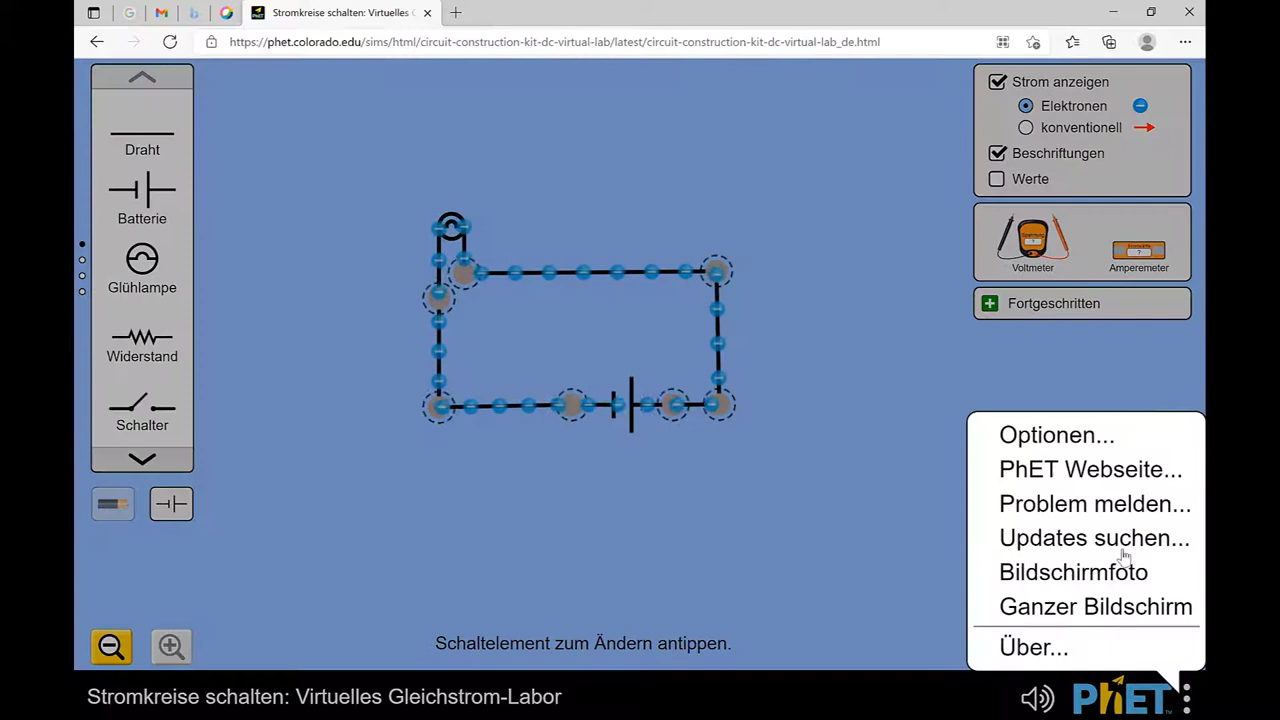 Stromkreise schalten: Virtuelles G
https://phet.colorado.edu/sims/html/circuit-construction-kit-dc-virtual-lab/latest/circuit-construction-kit-dc-virtual-lab_de.html
Draht
Batterie
Glühlampe
Widerstand
Schalter
Strom anzeigen
Elektronen
konventionell
Beschriftungen
Werte
Voltmeter
Amperemeter
Fortgeschritten
Optionen...
PhET Webseite...
Problem melden...
Updates suchen...
Bildschirmfoto
Ganzer Bildschirm
Über...
Schaltelement zum Ändern antippen.
Stromkreise schalten: Virtuelles Gleichstrom-Labor
PhET